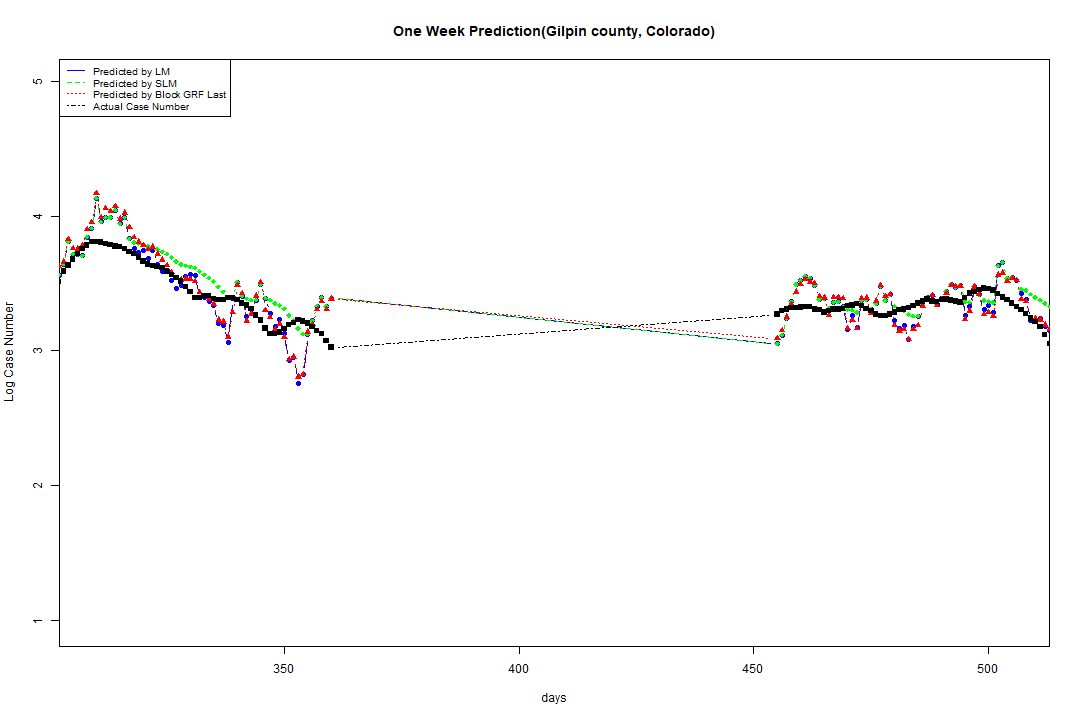 One Week Prediction(Gilpin county, Colorado)
Predicted by LM
Predicted by SLM
Predicted by Block GRF Last
Actual Case Number
5
4
3
2
1
Log Case Number
350 400 450 500
days